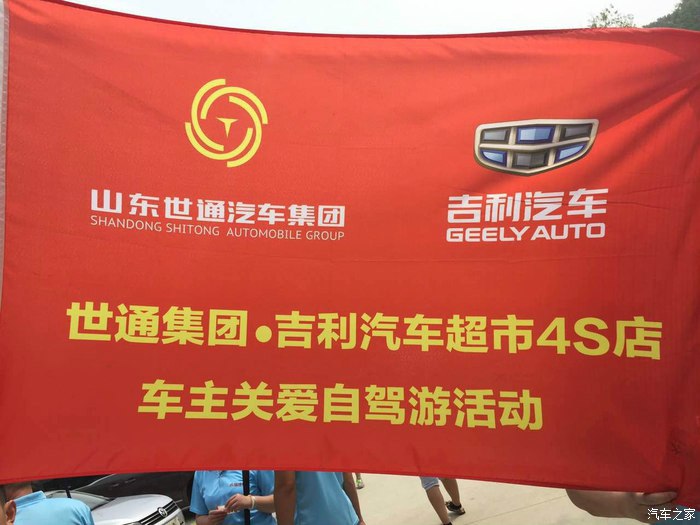 山东世通汽车集团
SHANDONG SHITONG AUTOMOBILE GROUP
吉利汽车
GEELY AUTO
世通集团•吉利汽车超市4S店
车主关爱自驾游活动
汽车之家